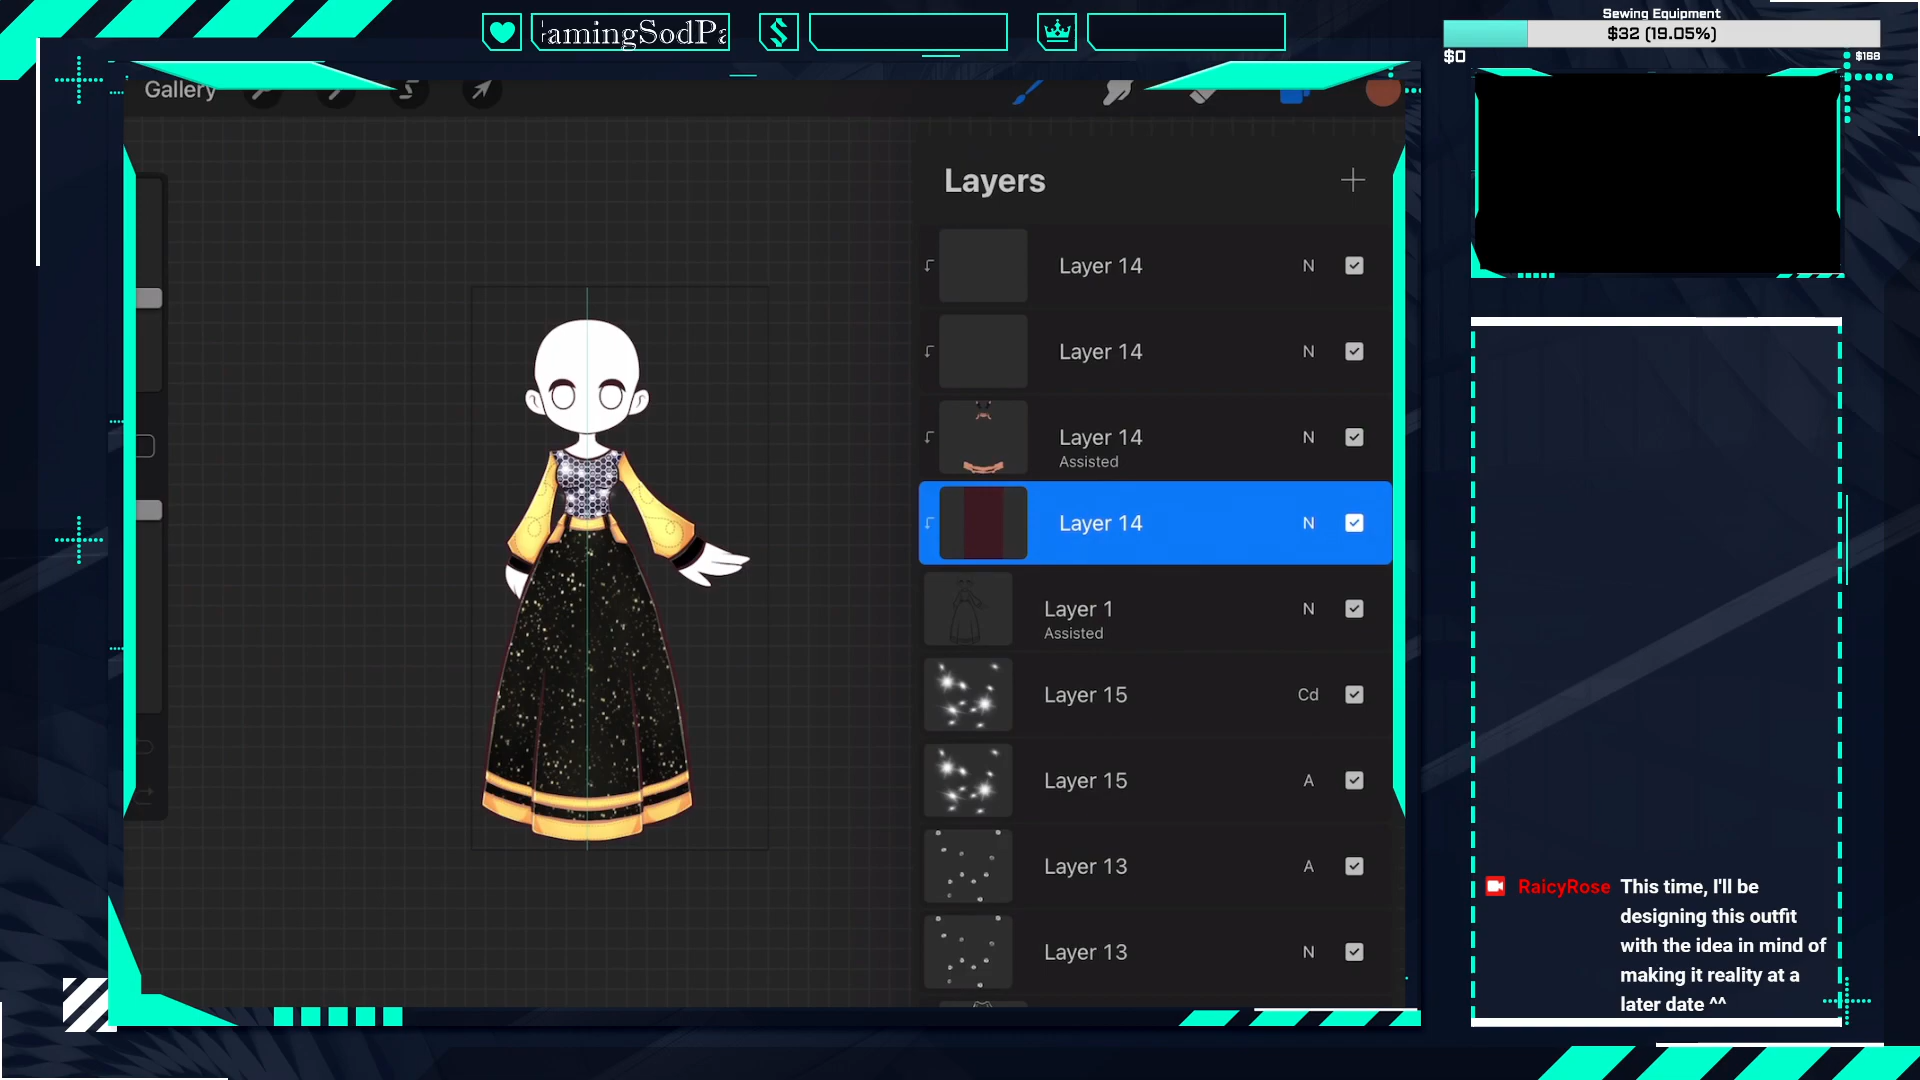 Sewing Equipment
$32 (19.05%)
$0
$168
Gallery
Layers
Layer 14
N
Layer 14
N
Layer 14
N
Assisted
Layer 14
N
Layer 1
N
Assisted
Layer 15
Cd
Layer 15
A
Layer 13
A
Layer 13
N
RaicyRose This time, I'll be
designing this outfit
with the idea in mind of
making it reality at a
later date ^^